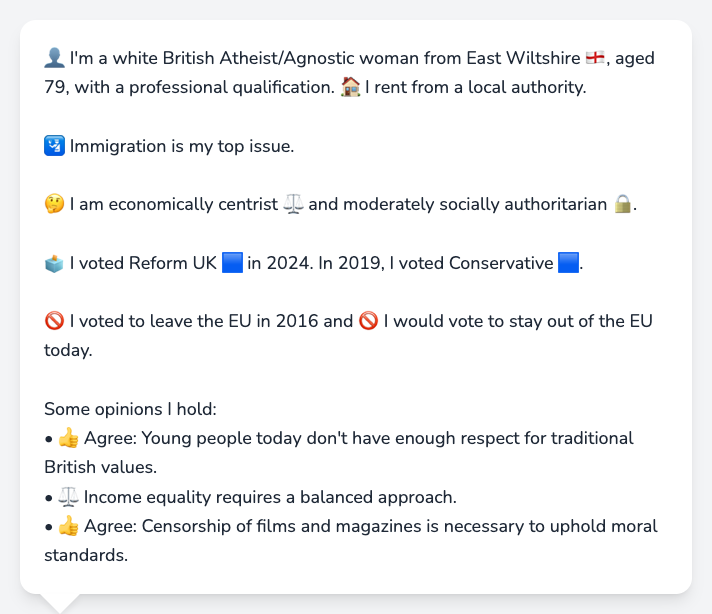 👤 I'm a white British Atheist/Agnostic woman from East Wiltshire 🏴󠁧󠁢󠁥󠁮󠁧󠁿, aged
79, with a professional qualification. 🏠 I rent from a local authority.
🛂 Immigration is my top issue.
🤔 I am economically centrist ⚖️ and moderately socially authoritarian 🔒.
🗳️ I voted Reform UK 🟦 in 2024. In 2019, I voted Conservative 🟦.
🚫 I voted to leave the EU in 2016 and 🚫 I would vote to stay out of the EU
today.
Some opinions I hold:
• 👍 Agree: Young people today don't have enough respect for traditional
British values.
• ⚖️ Income equality requires a balanced approach.
• 👍 Agree: Censorship of films and magazines is necessary to uphold moral
standards.